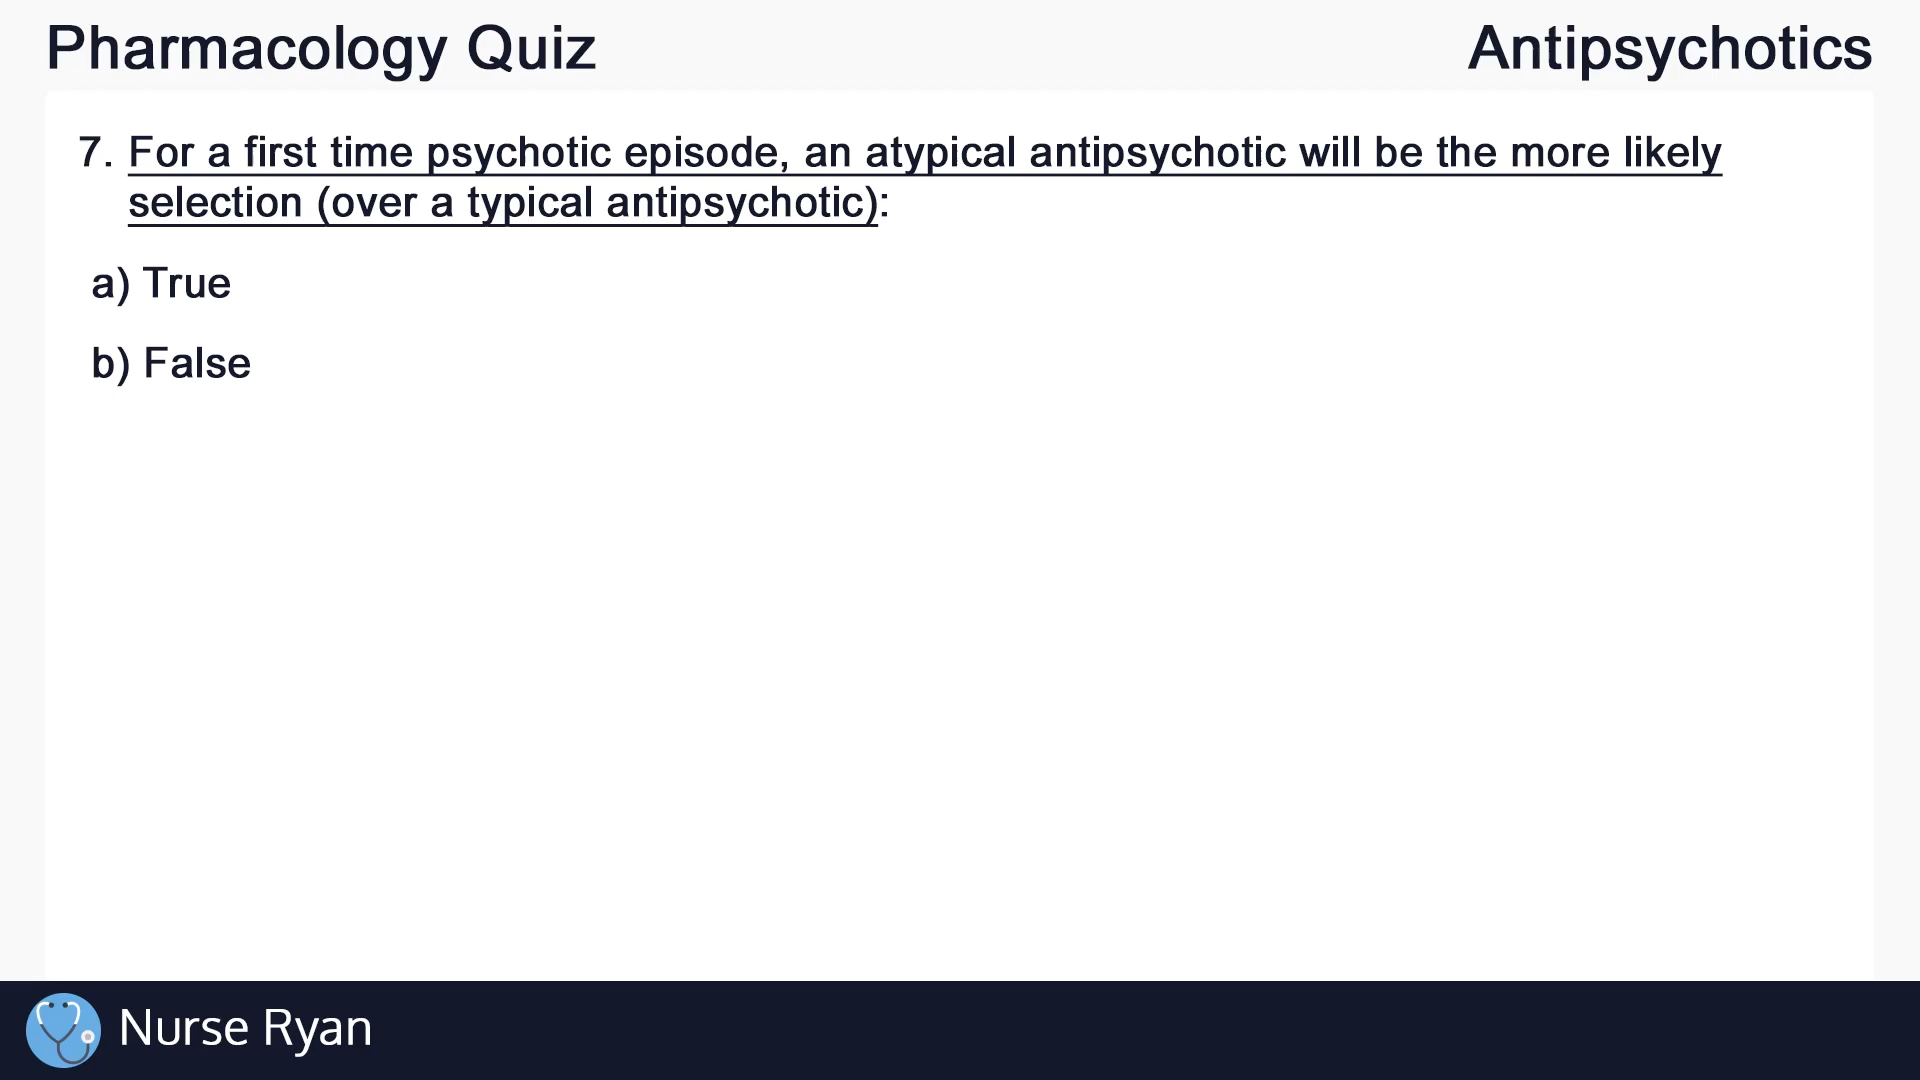 Pharmacology Quiz
Antipsychotics
7. For a first time psychotic episode, an atypical antipsychotic will be the more likely
selection (over a typical antipsychotic):
a) True
b) False
Nurse Ryan